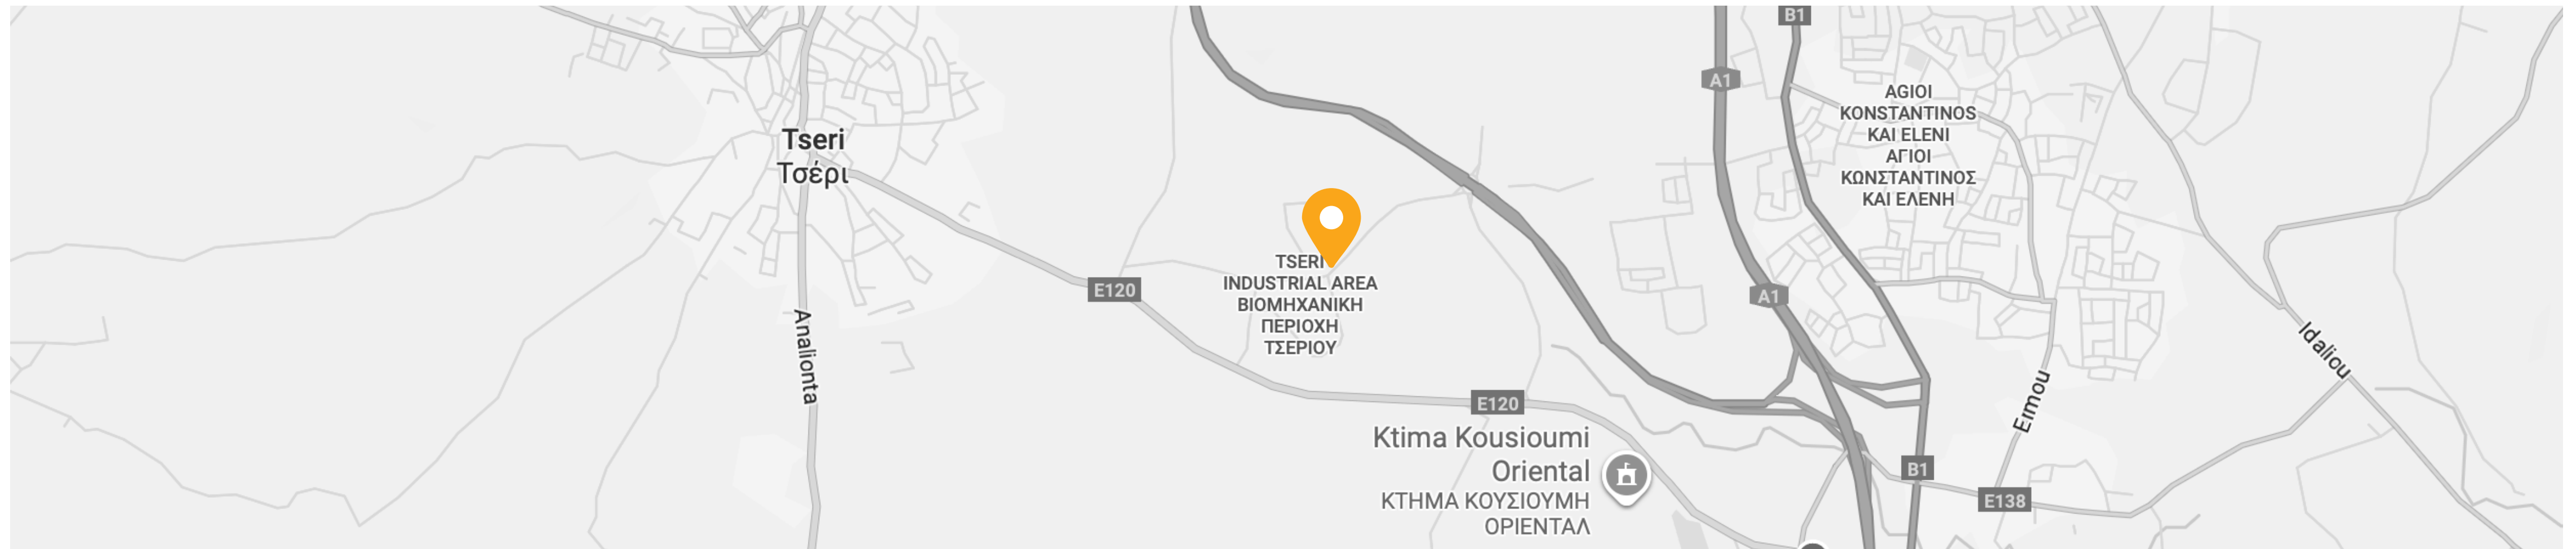 B1
A1
AGIOI
KONSTANTINOS
KAI ELENI
ΑΓΙΟΙ
ΚΩΝΣΤΑΝΤΙΝΟΣ
ΚΑΙ ΕΛΕΝΗ
Tseri
Τσέρι
TSERI
INDUSTRIAL AREA
ΒΙΟΜΗΧΑΝΙΚΗ
ΠΕΡΙΟΧΗ
ΤΣΕΡΙΟΥ
E120
A1
Analionta
Idaliou
Eimou
E120
Ktima Kousioumi
Oriental
ΚΤΗΜΑ ΚΟΥΣΙΟΥΜΗ
ΟΡΙΕΝΤΑΛ
B1
E138